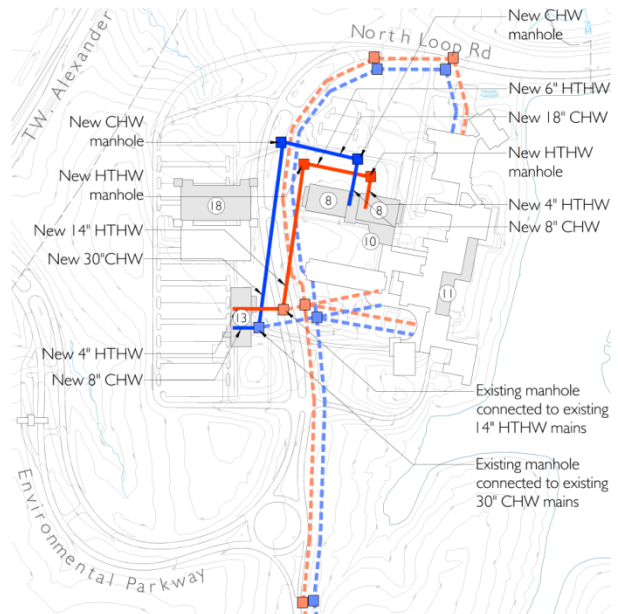 New CHW
manhole
North Loop Rd
T.W. Alexander
New 6" HTHW
New 18" CHW
New CHW
manhole
New HTHW
manhole
New HTHW
manhole
8
18
8
New 4" HTHW
New 8" CHW
New 14" HTHW
10
New 30"CHW
11
13
New 4" HTHW
New 8" CHW
Existing manhole
connected to existing
14" HTHW mains
Existing manhole
connected to existing
30" CHW mains
Environmental Parkway